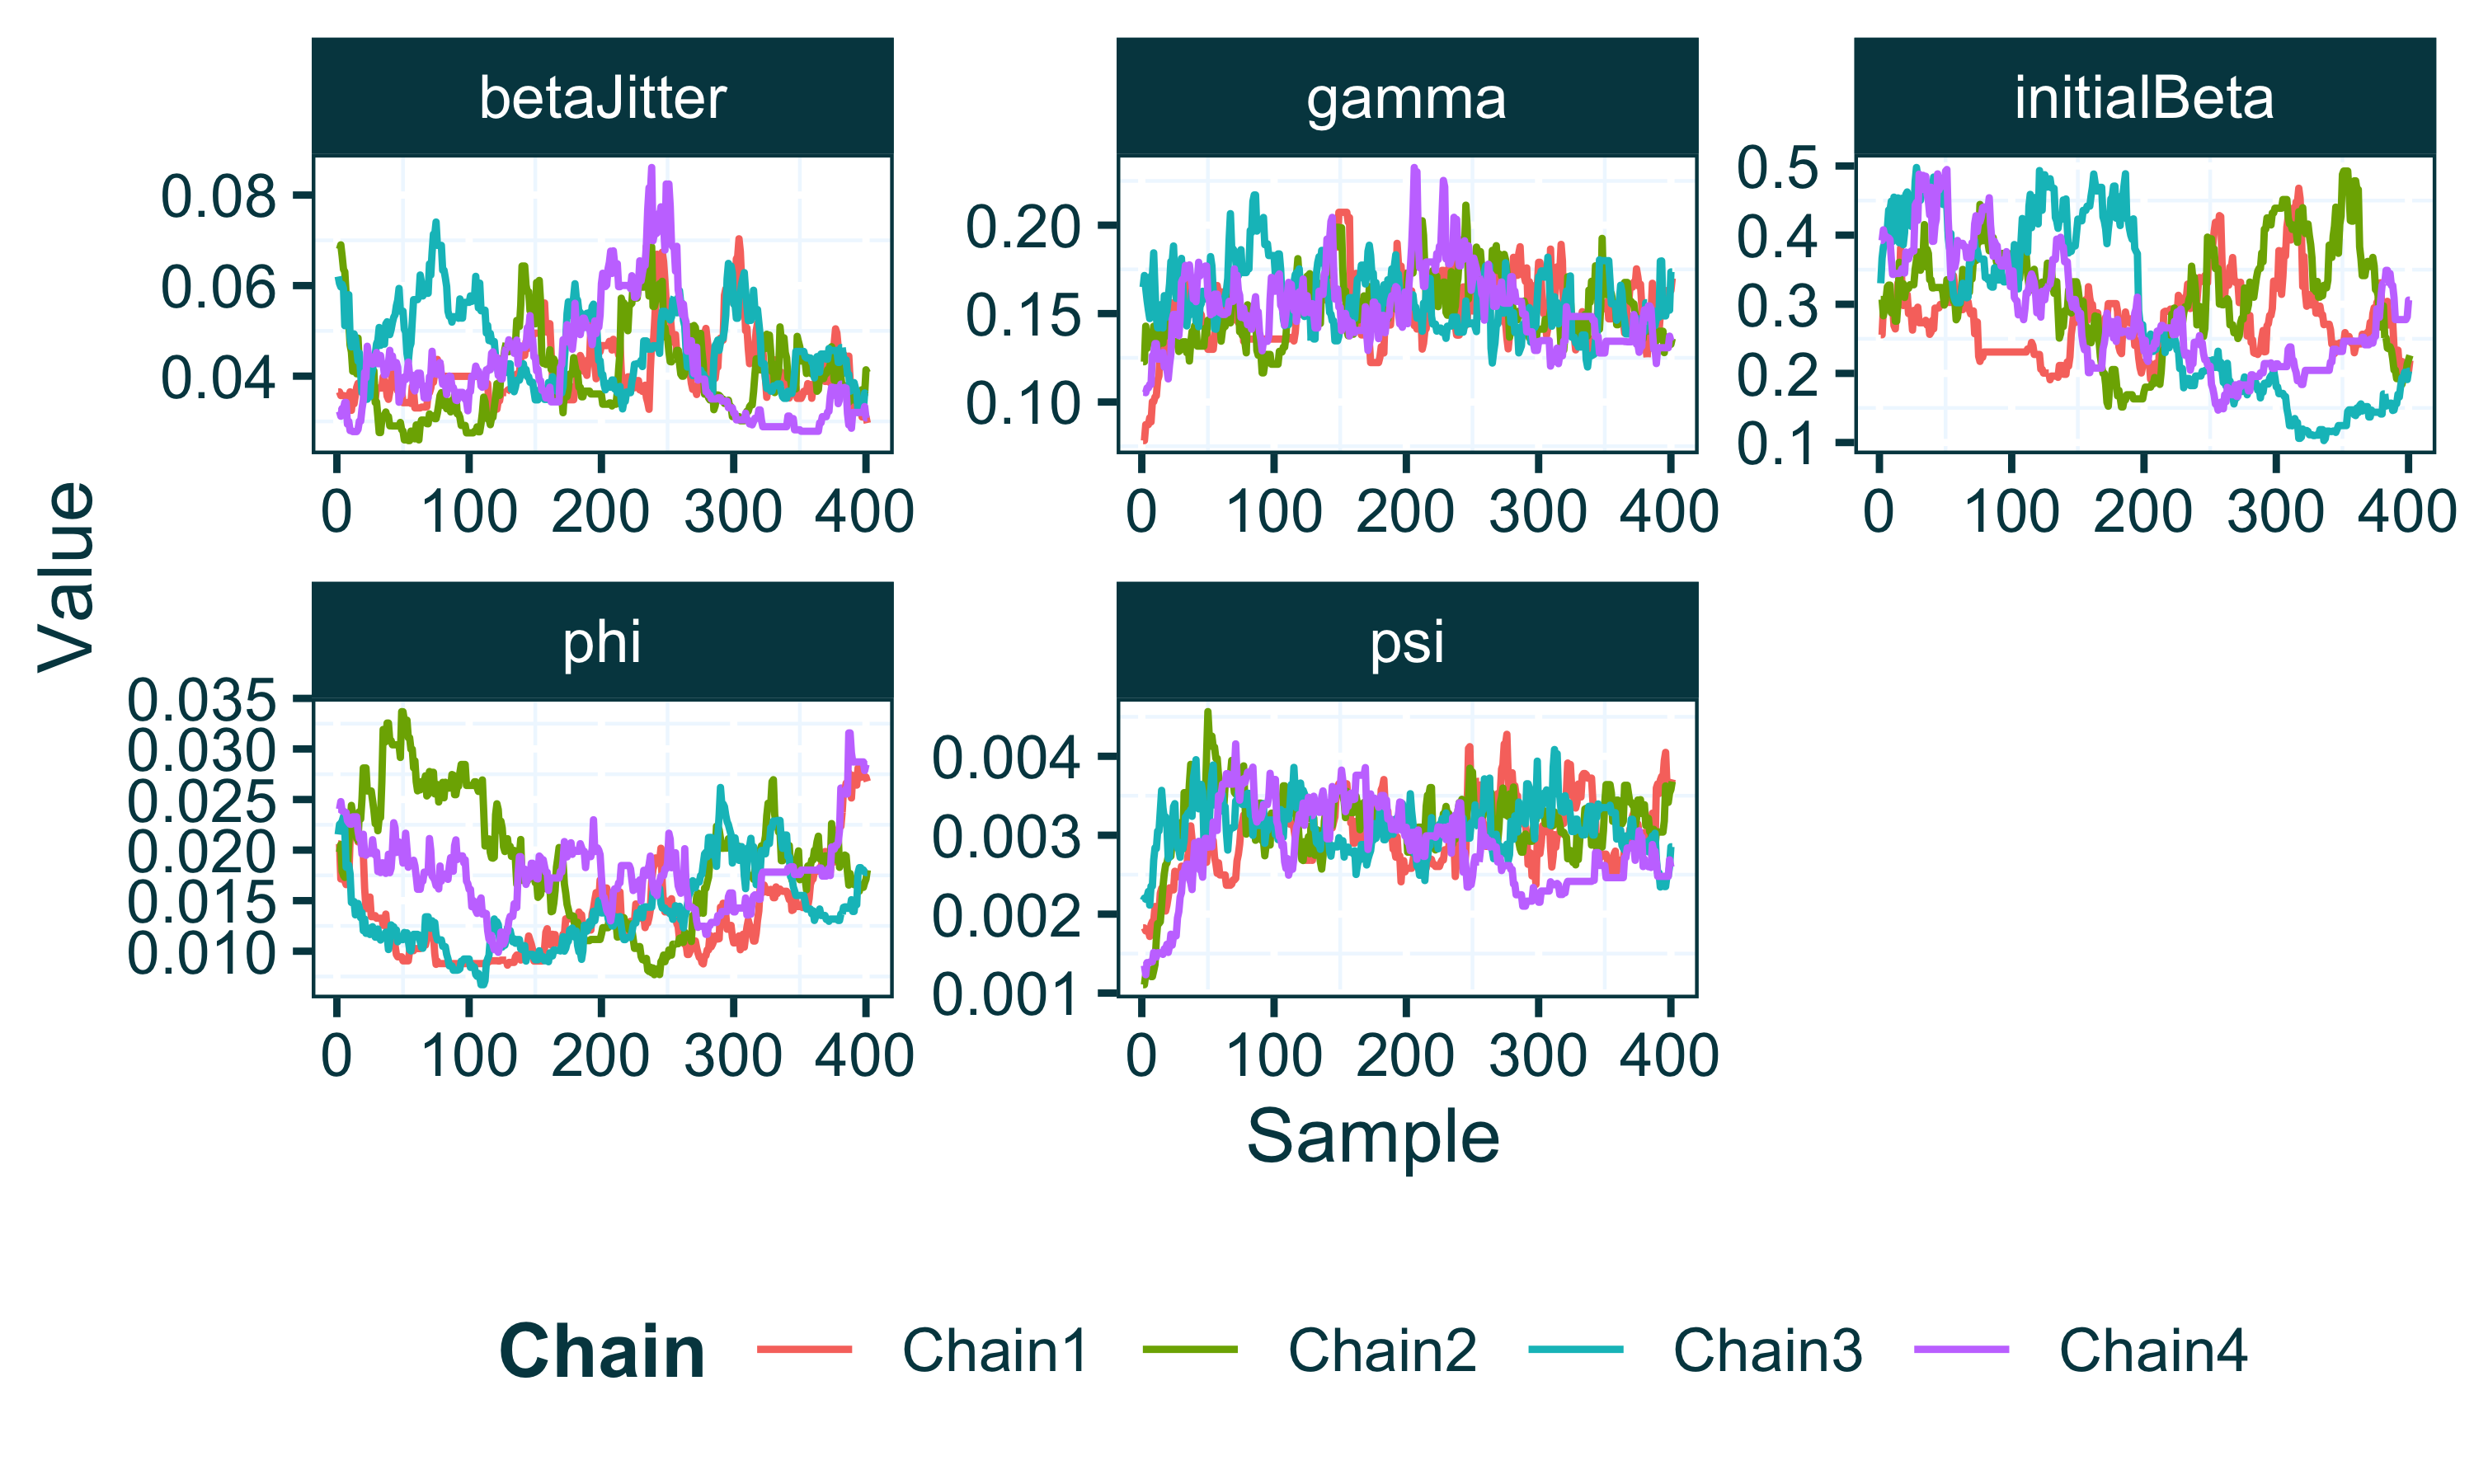 betaJitter gamma initialBeta
0.08 0.06 0.04
0.20 0.15 0.10
0.5 0.4 0.3 0.2 0.1
0 100 200 300 400 0 100 200 300 400 0 100 200 300 400
Value
phi psi
0.035 0.030 0.025 0.020 0.015 0.010
0.004 0.003 0.002 0.001
0 100 200 300 400 0 100 200 300 400
Sample
Chain Chain1 Chain2 Chain3 Chain4